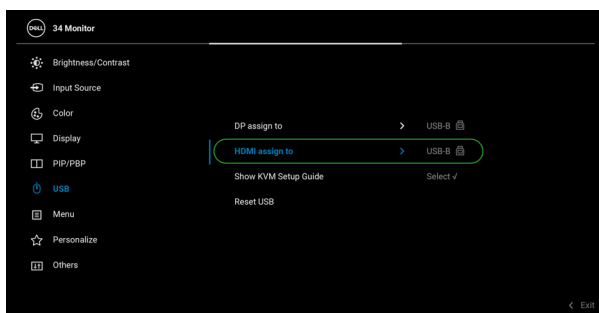 DELL 34 Monitor
Brightness/Contrast
Input Source
Color
Display
PIP/PBP
USB
Menu
Personalize
Others
DP assign to > USB-B
HDMI assign to > USB-B
Show KVM Setup Guide Select √
Reset USB
< Exit